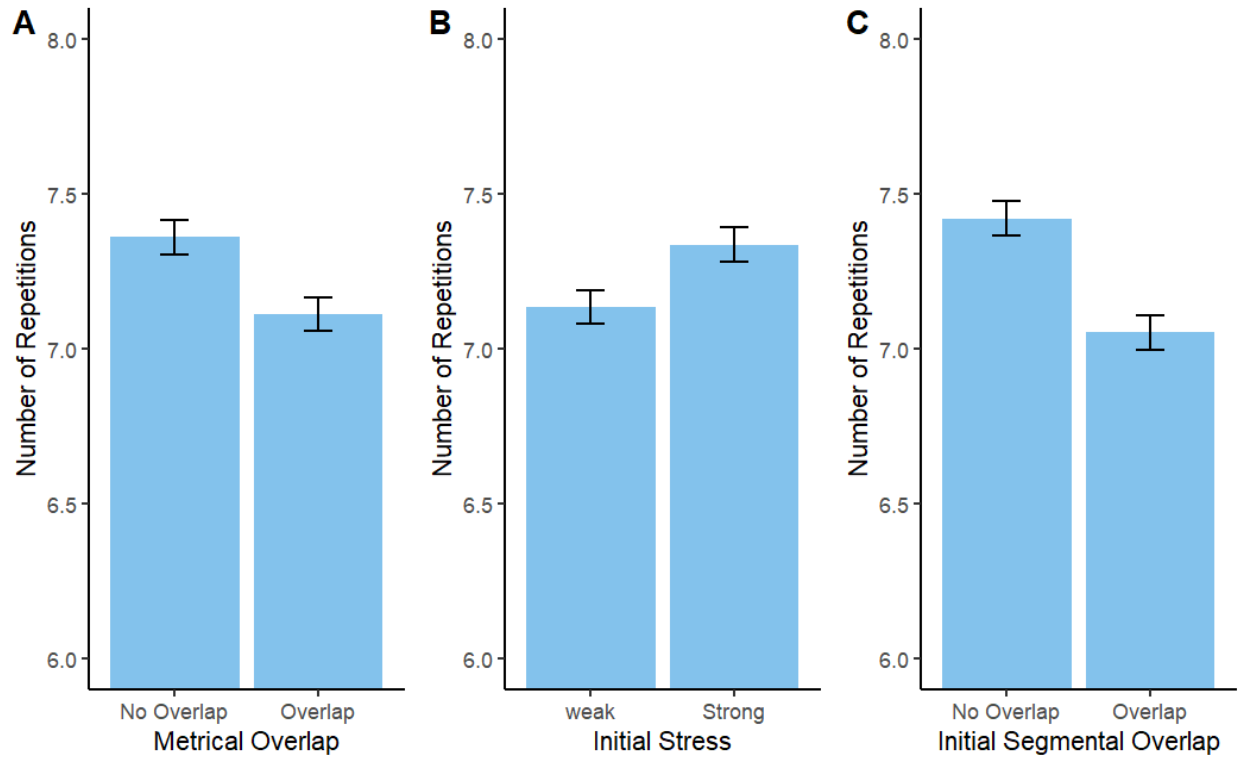 A
Number of Repetitions
8.0
7.5
7.0
6.5
6.0
No Overlap Overlap
Metrical Overlap
B
Number of Repetitions
8.0
7.5
7.0
6.5
6.0
weak Strong
Initial Stress
C
Number of Repetitions
8.0
7.5
7.0
6.5
6.0
No Overlap Overlap
Initial Segmental Overlap